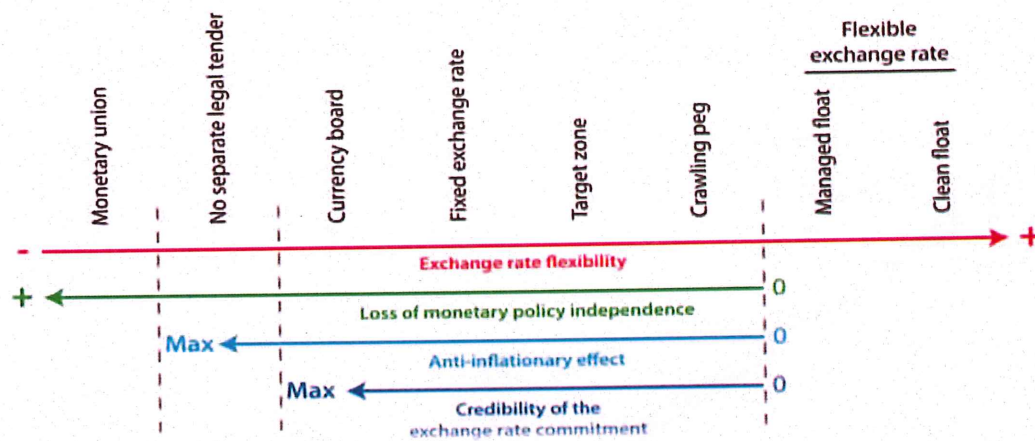 Flexible
exchange rate
Monetary union
No separate legal tender
Currency board
Fixed exchange rate
Target zone
Crawling peg
Managed float
Clean float
- +
Exchange rate flexibility
+ 0
Loss of monetary policy independence
Max 0
Anti-inflationary effect
Max 0
Credibility of the
exchange rate commitment